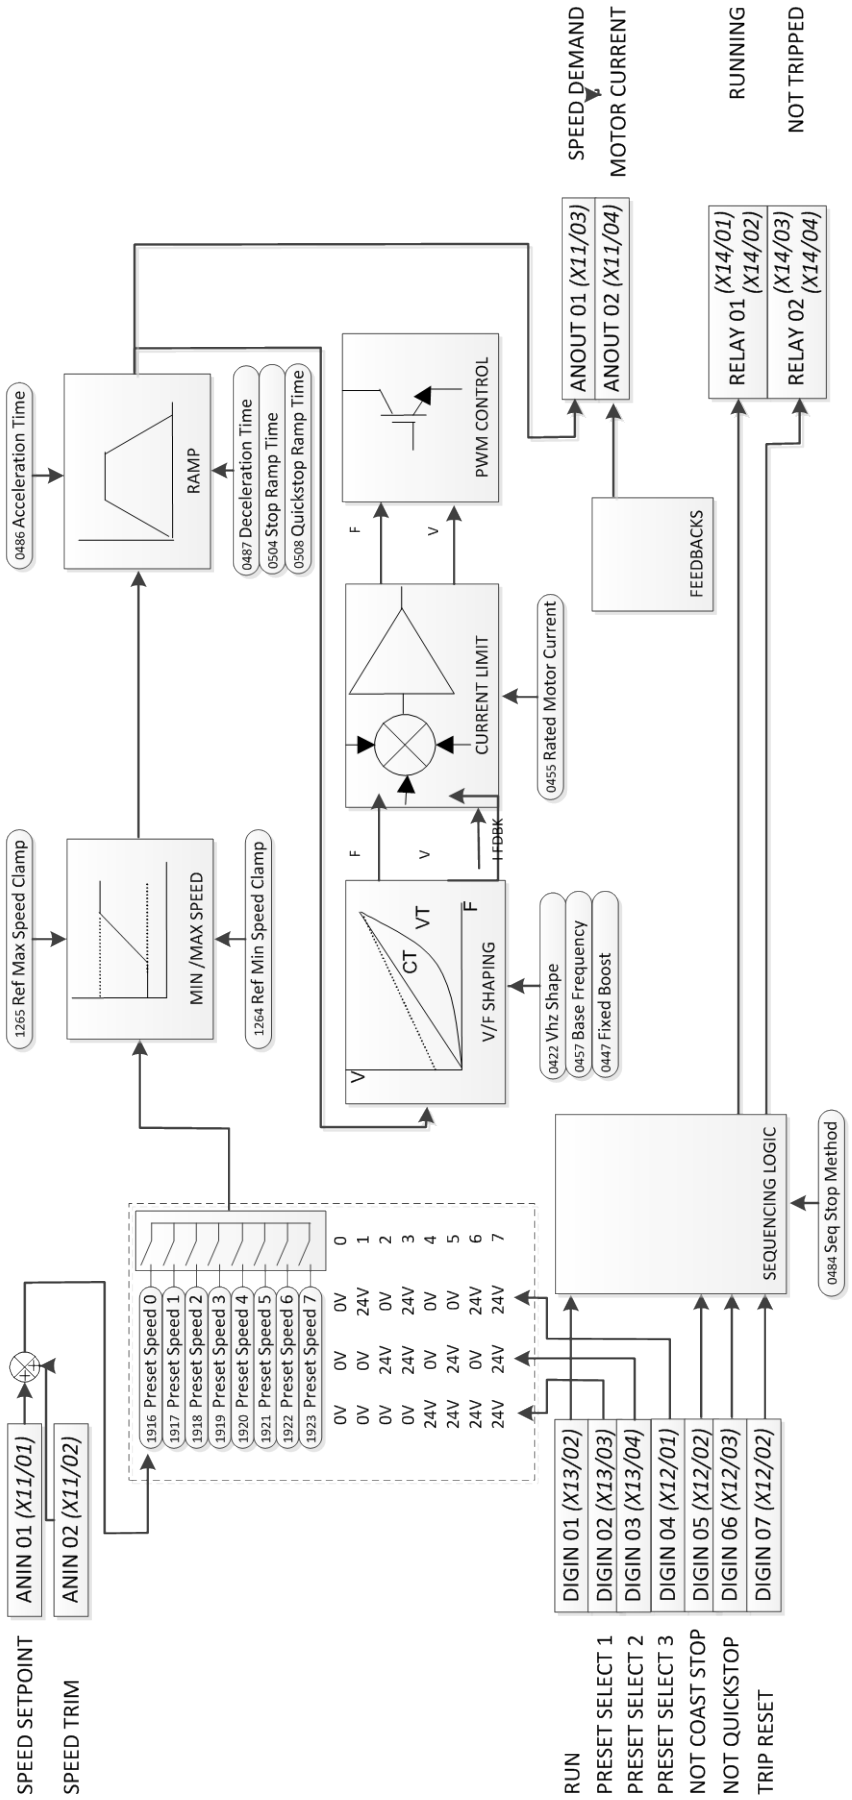 SPEED SETPOINT
SPEED TRIM
ANIN 01 (X11/01)
ANIN 02 (X11/02)
1916 Preset Speed 0
1917 Preset Speed 1
1918 Preset Speed 2
1919 Preset Speed 3
1920 Preset Speed 4
1921 Preset Speed 5
1922 Preset Speed 6
1923 Preset Speed 7
0V 0V 0V 0
0V 0V 24V 1
0V 24V 0V 2
0V 24V 24V 3
24V 0V 0V 4
24V 24V 0V 5
24V 0V 24V 6
24V 24V 24V 7
1265 Ref Max Speed Clamp
MIN /MAX SPEED
1264 Ref Min Speed Clamp
0486 Acceleration Time
RAMP
0487 Deceleration Time
0504 Stop Ramp Time
0508 Quickstop Ramp Time
V
CT
VT
F
V/F SHAPING
0422 Vhz Shape
0457 Base Frequency
0447 Fixed Boost
F
V
I FDBK
CURRENT LIMIT
0455 Rated Motor Current
F
V
PWM CONTROL
FEEDBACKS
ANOUT 01 (X11/03)
ANOUT 02 (X11/04)
SPEED DEMAND
MOTOR CURRENT
RUN
PRESET SELECT 1
PRESET SELECT 2
PRESET SELECT 3
NOT COAST STOP
NOT QUICKSTOP
TRIP RESET
DIGIN 01 (X13/02)
DIGIN 02 (X13/03)
DIGIN 03 (X13/04)
DIGIN 04 (X12/01)
DIGIN 05 (X12/02)
DIGIN 06 (X12/03)
DIGIN 07 (X12/02)
SEQUENCING LOGIC
0484 Seq Stop Method
RELAY 01 (X14/01)
(X14/02)
RELAY 02 (X14/03)
(X14/04)
RUNNING
NOT TRIPPED